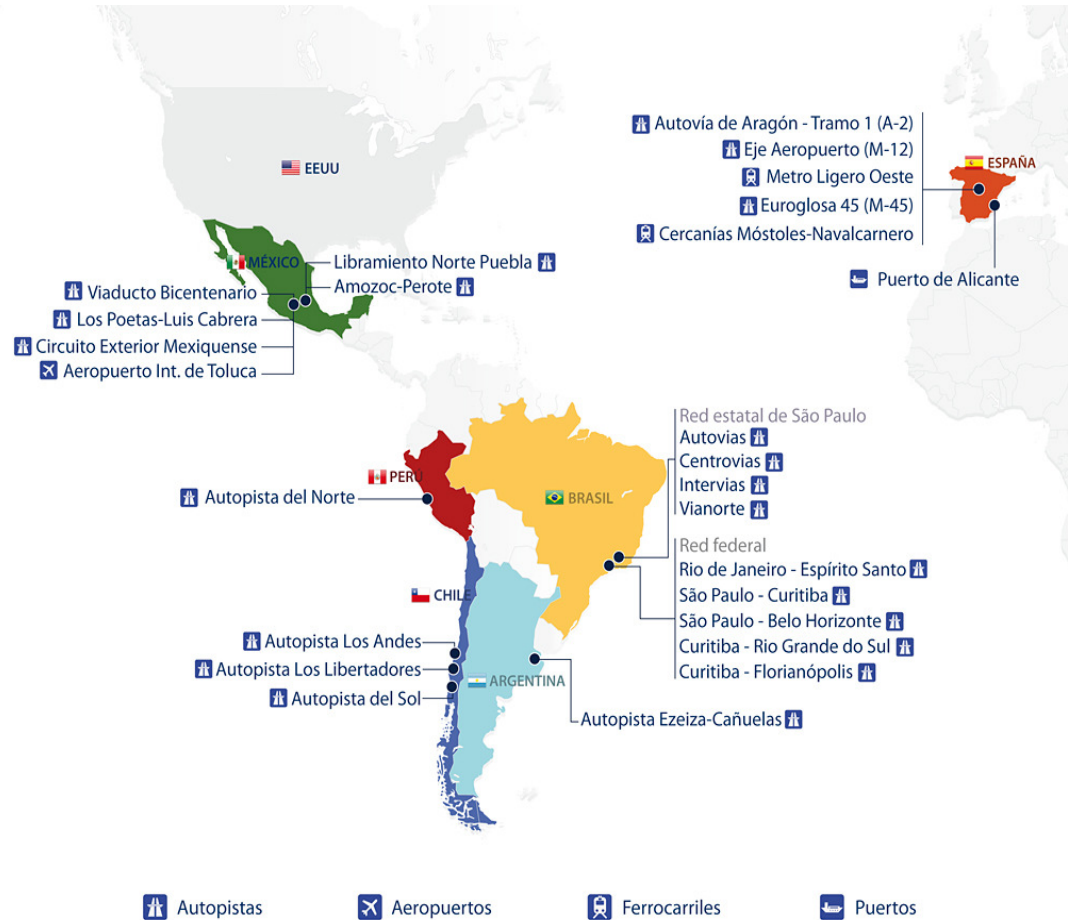 EEUU
MÉXICO
Libramiento Norte Puebla
Amozoc-Perote
Viaducto Bicentenario
Los Poetas-Luis Cabrera
Circuito Exterior Mexiquense
Aeropuerto Int. de Toluca
Autovía de Aragón - Tramo 1 (A-2)
Eje Aeropuerto (M-12)
Metro Ligero Oeste
Euroglosa 45 (M-45)
Cercanías Móstoles-Navalcarnero
ESPAÑA
Puerto de Alicante
PERÚ
Autopista del Norte
BRASIL
Red estatal de São Paulo
Autovias
Centrovias
Intervias
Vianorte
Red federal
Rio de Janeiro - Espírito Santo
São Paulo - Curitiba
São Paulo - Belo Horizonte
Curitiba - Rio Grande do Sul
Curitiba - Florianópolis
CHILE
Autopista Los Andes
Autopista Los Libertadores
Autopista del Sol
ARGENTINA
Autopista Ezeiza-Cañuelas
Autopistas
Aeropuertos
Ferrocarriles
Puertos